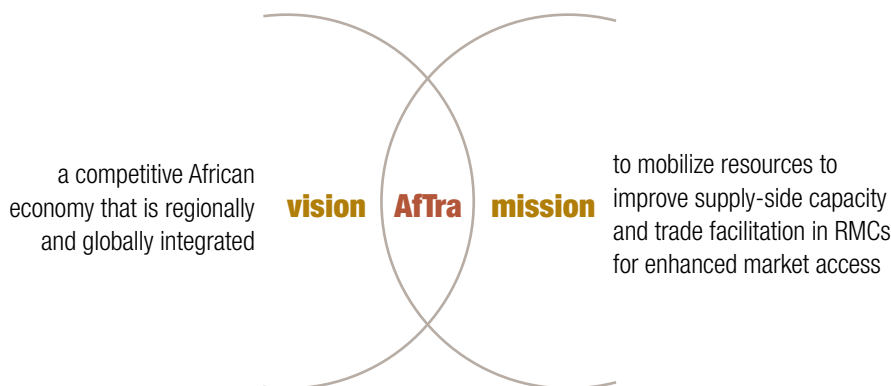 a competitive African
economy that is regionally
and globally integrated
vision
AfTra
mission
to mobilize resources to
improve supply-side capacity
and trade facilitation in RMCs
for enhanced market access